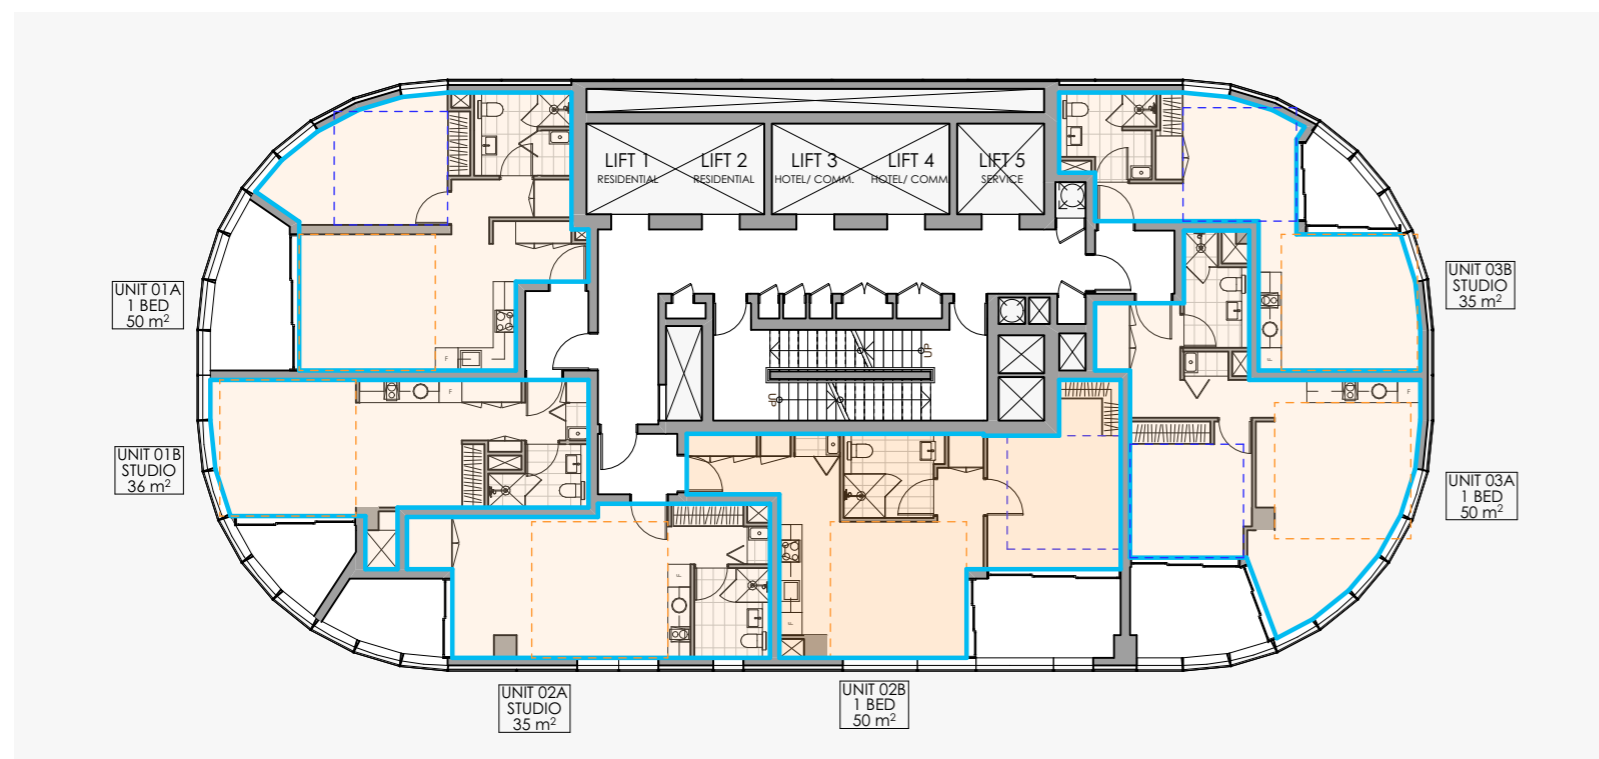 LIFT 1
RESIDENTIAL
LIFT 2
RESIDENTIAL
LIFT 3
HOTEL/ COMM.
LIFT 4
HOTEL/ COMM
LIFT 5
SERVICE
UNIT 01A
1 BED
50 m²
UNIT 03B
STUDIO
35 m²
UP
F
F
F
UP
F
UNIT 01B
STUDIO
36 m²
UNIT 03A
1 BED
50 m²
F
F
UNIT 02A
STUDIO
35 m²
UNIT 02B
1 BED
50 m²